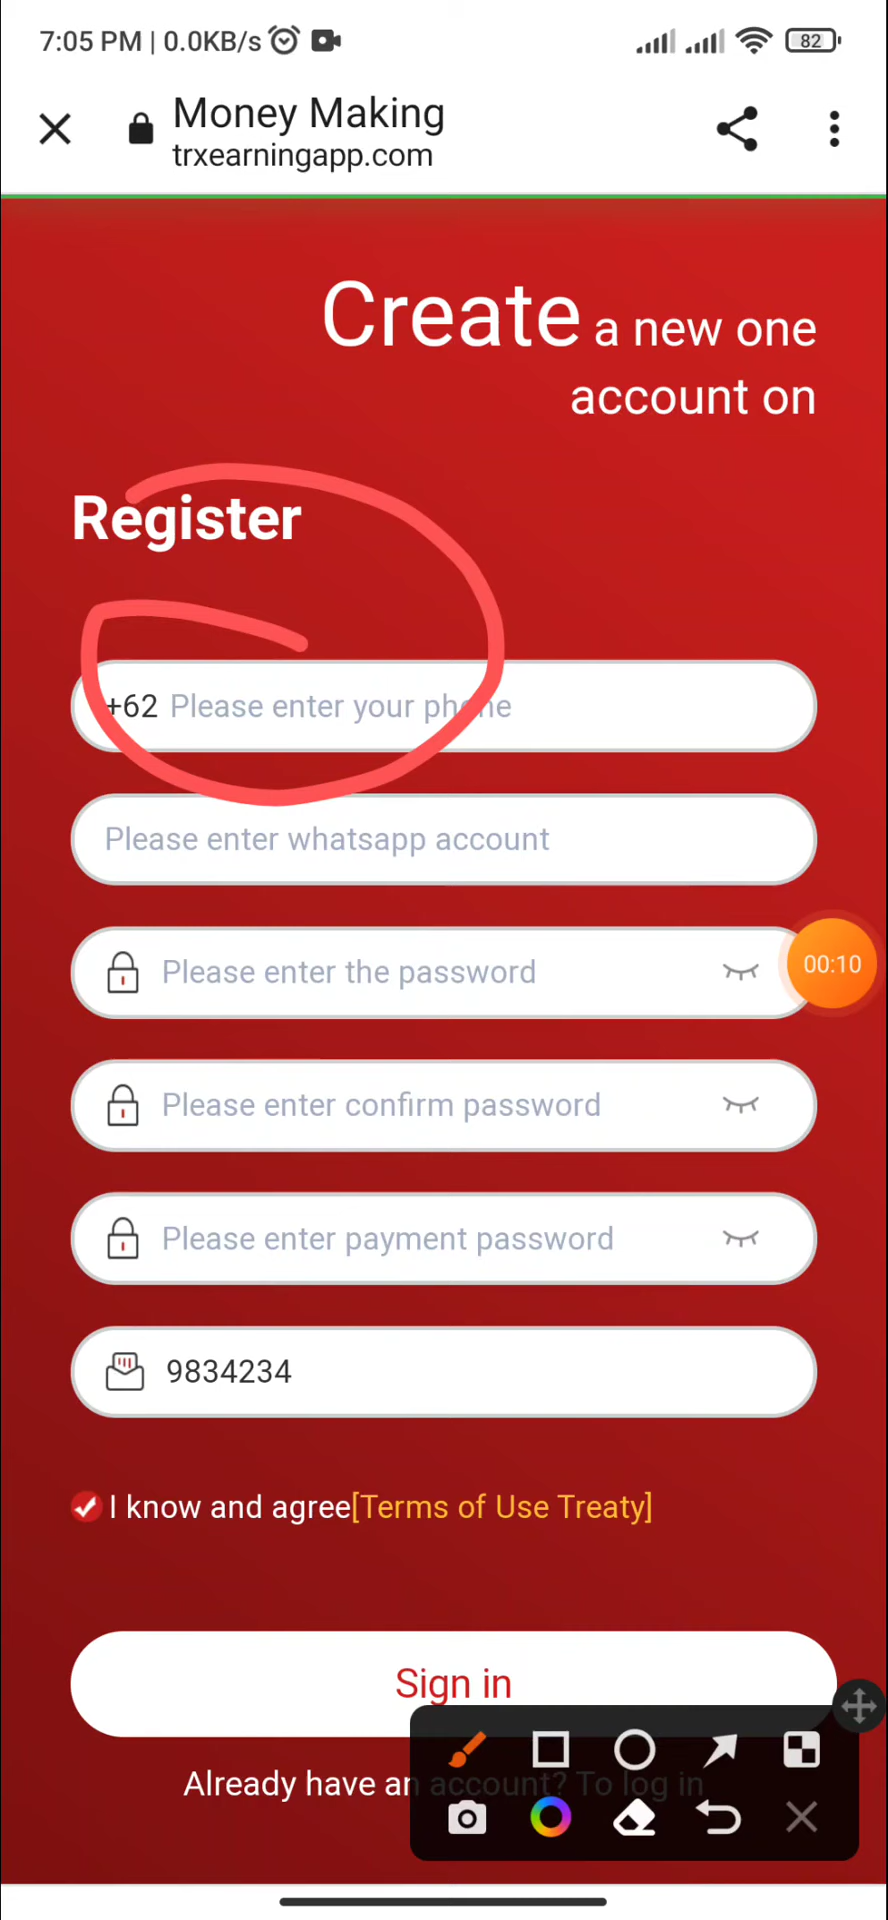 7:05 PM | 0.0KB/s
82
Money Making
trxearningapp.com
Create a new one
account on
Register
+62 Please enter your phone
Please enter whatsapp account
Please enter the password
00:10
Please enter confirm password
Please enter payment password
9834234
I know and agree[Terms of Use Treaty]
Sign in
Already have an account? To log in